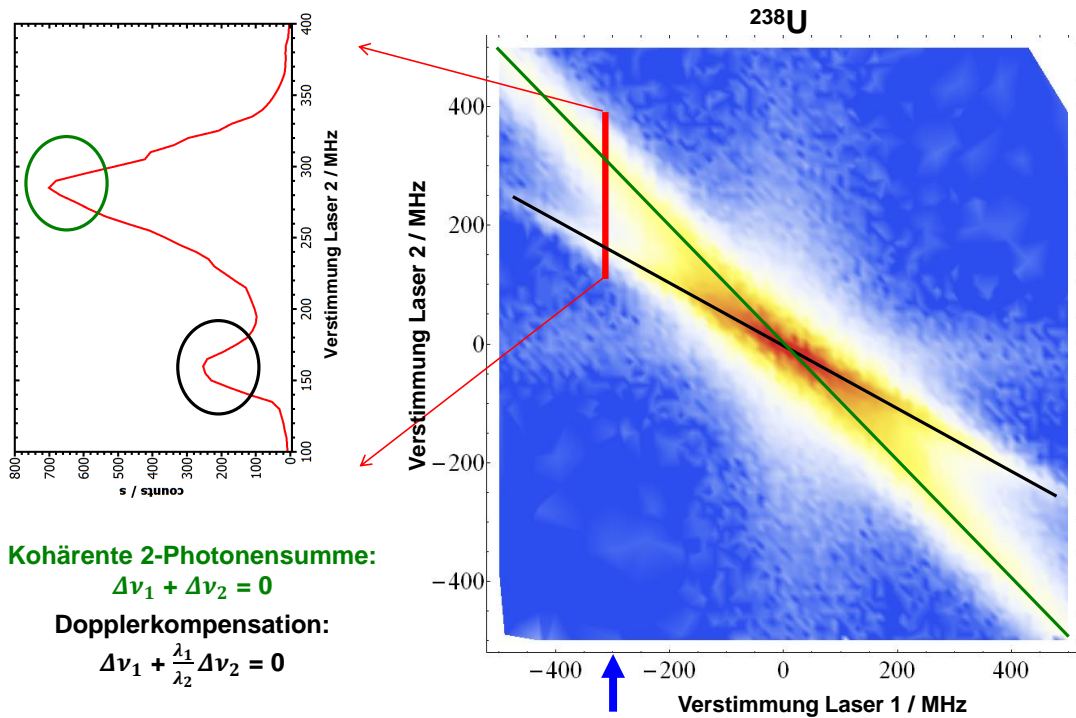 ²³⁸U
400
350
300
250
200
150
100
Verstimmung Laser 2 / MHz
800 700 600 500 400 300 200 100 0
counts / s
Kohärente 2-Photonensumme:
Δν₁ + Δν₂ = 0
Dopplerkompensation:
Δν₁ + λ₁/λ₂ Δν₂ = 0
Verstimmung Laser 2 / MHz
400
200
0
−200
−400
−400 −200 0 200 400
Verstimmung Laser 1 / MHz